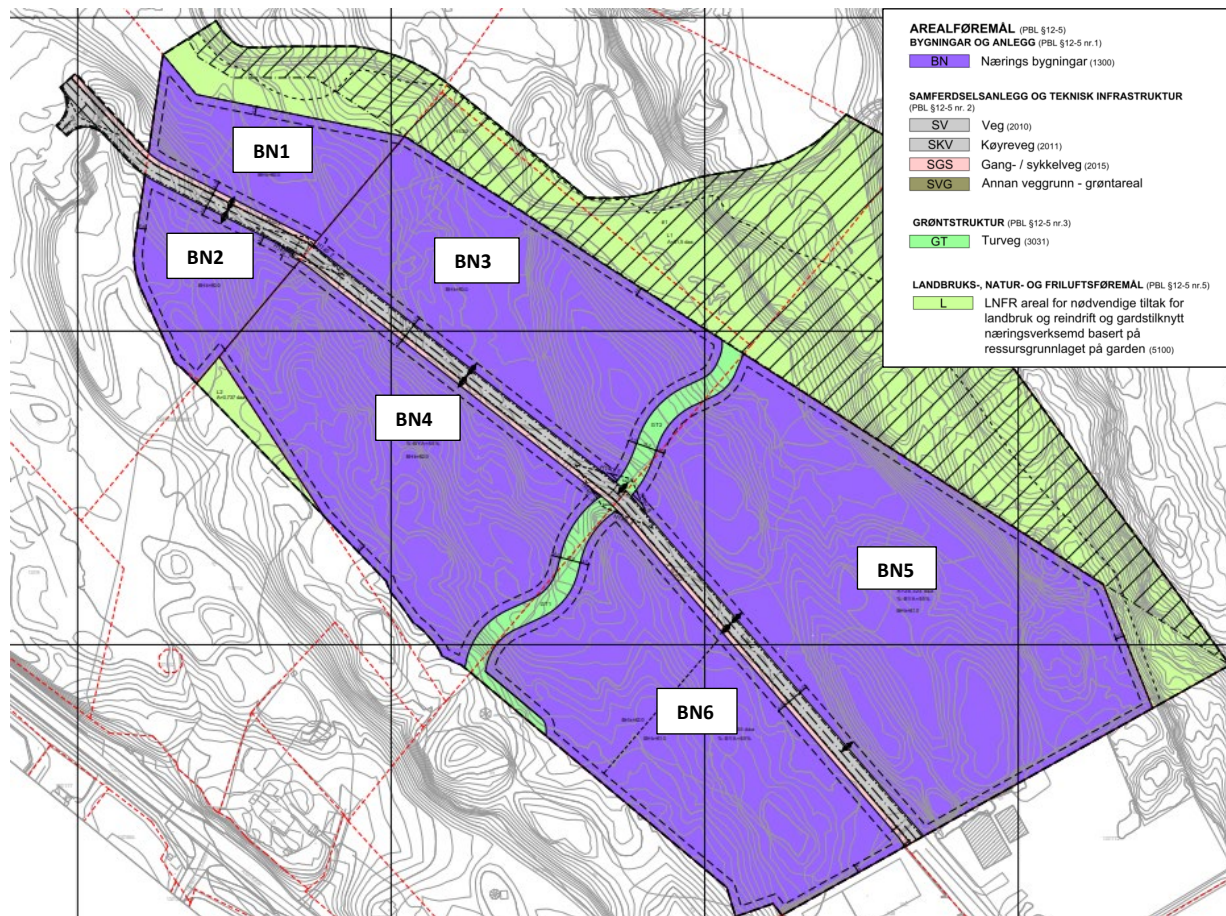 AREALFØREMÅL (PBL §12-5)
BYGNINGAR OG ANLEGG (PBL §12-5 nr.1)
BN Nærings bygningar (1300)
SAMFERDSELSANLEGG OG TEKNISK INFRASTRUKTUR
(PBL §12-5 nr. 2)
SV Veg (2010)
SKV Køyreveg (2011)
SGS Gang- / sykkelveg (2015)
SVG Annan veggrunn - grøntareal
GRØNTSTRUKTUR (PBL §12-5 nr.3)
GT Turveg (3031)
LANDBRUKS-, NATUR- OG FRILUFTSFØREMÅL (PBL §12-5 nr.5)
L LNFR areal for nødvendige tiltak for
landbruk og reindrift og gardstilknytt
næringsverksemd basert på
ressursgrunnlaget på garden (5100)
BN1
BN2
BN3
BN4
BN5
BN6